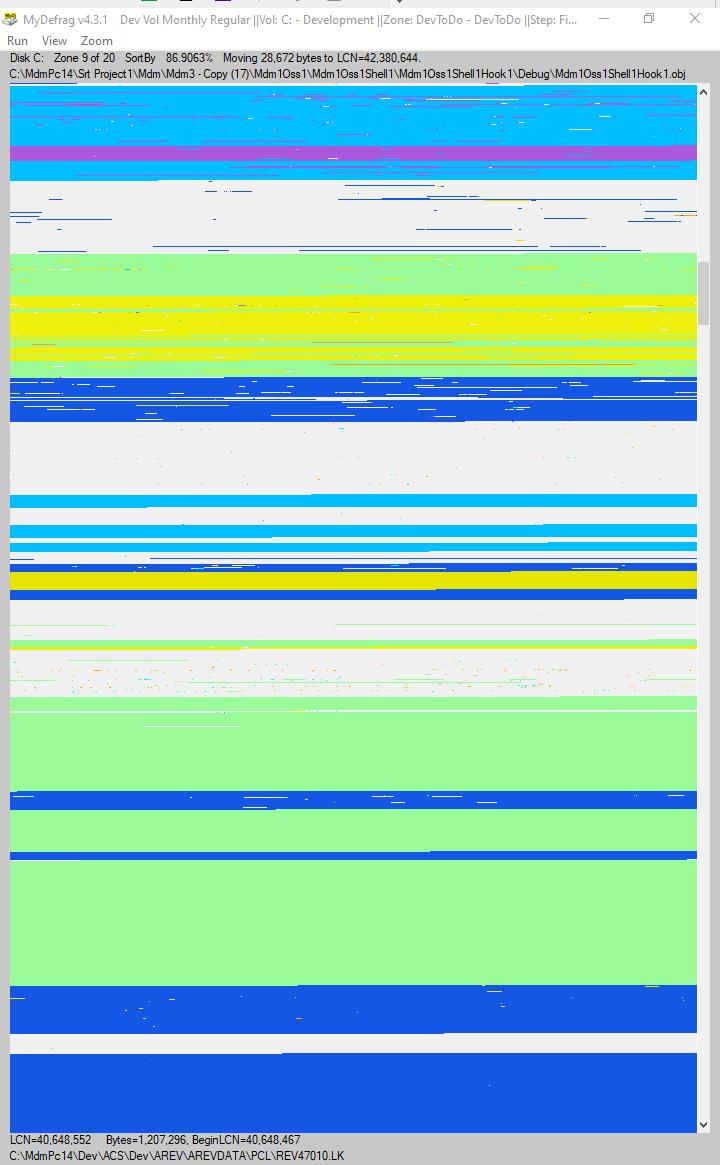 MyDefrag v4.3.1 Dev Vol Monthly Regular ||Vol: C: - Development ||Zone: DevToDo - DevToDo ||Step: Fi...
Run View Zoom
Disk C: Zone 9 of 20 SortBy 86.9063% Moving 28,672 bytes to LCN=42,380,644.
C:\MdmPc14\Srt Project1\Mdm\Mdm3 - Copy (17)\Mdm1Oss1\Mdm1Oss1Shell1\Mdm1Oss1Shell1Hook1\Debug\Mdm1Oss1Shell1Hook1.obj
LCN=40,648,552 Bytes=1,207,296, BeginLCN=40,648,467
C:\MdmPc14\Dev\ACS\Dev\AREV\AREVDATA\PCL\REV47010.LK